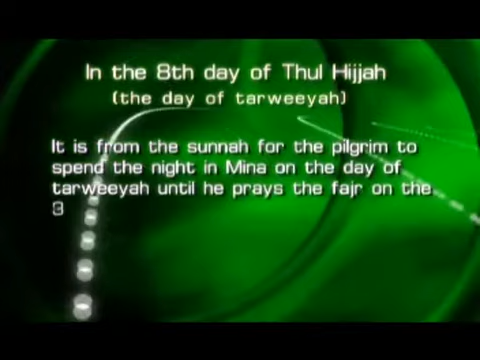 In the 8th day of Thul Hijjah
(the day of tarweeyah)
It is from the sunnah for the pilgrim to
spend the night in Mina on the day of
tarweeyah until he prays the fajr on the
3